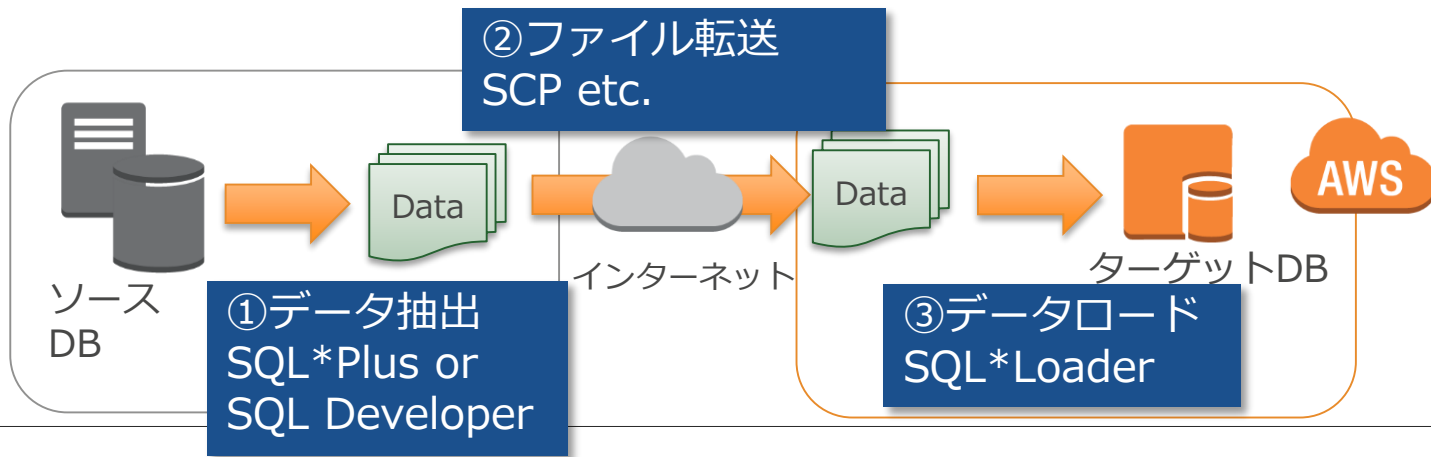 ②ファイル転送
SCP etc.
Data
Data
AWS
インターネット
ターゲットDB
ソース
DB
①データ抽出
SQL*Plus or
SQL Developer
③データロード
SQL*Loader